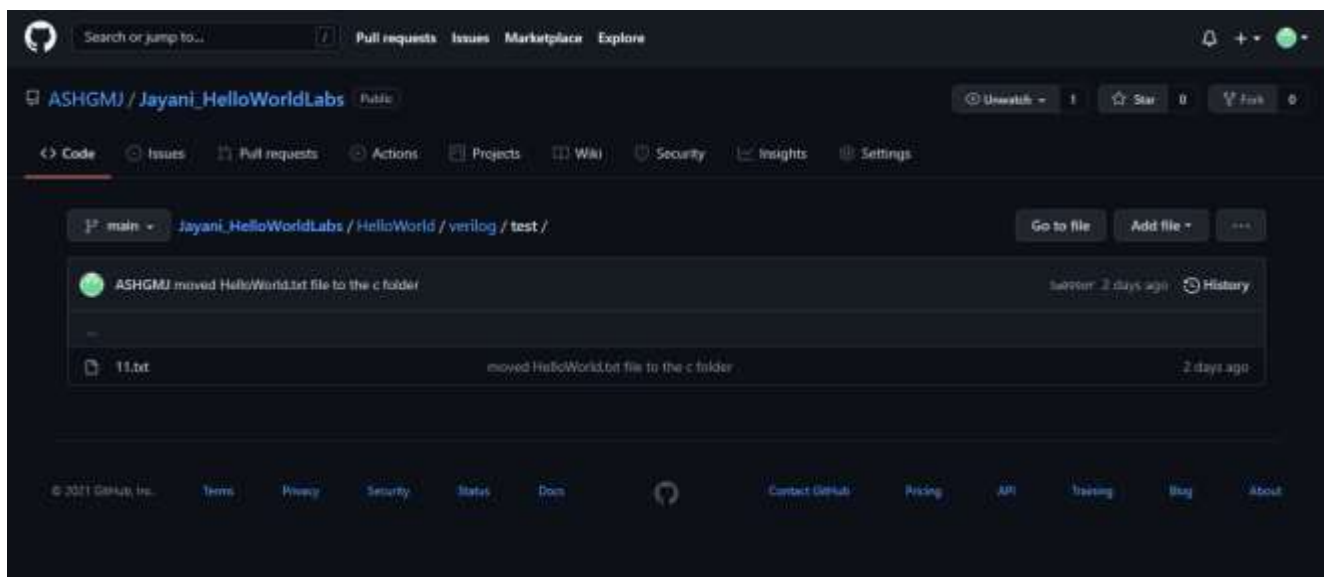 Search or jump to... / Pull requests Issues Marketplace Explore
ASHGMJ / Jayani_HelloWorldLabs Public Unwatch 1 Star 0 Fork 0
<> Code Issues Pull requests Actions Projects Wiki Security Insights Settings
main Jayani_HelloWorldLabs / HelloWorld / verilog / test / Go to file Add file ...
ASHGMJ moved HelloWorld.txt file to the c folder 2 days ago History
..
11.txt moved HelloWorld.txt file to the c folder 2 days ago
© 2021 GitHub, Inc. Terms Privacy Security Status Docs Contact GitHub Pricing API Training Blog About